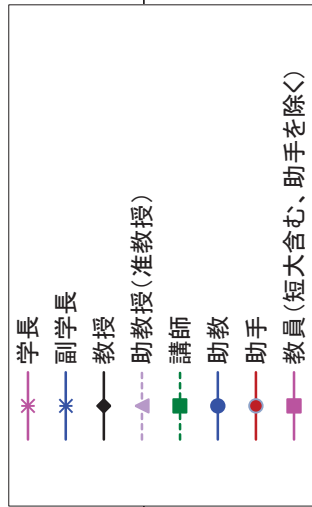 学長
副学長
教授
助教授(准教授)
講師
助教
助手
教員(短大含む、助手を除く)